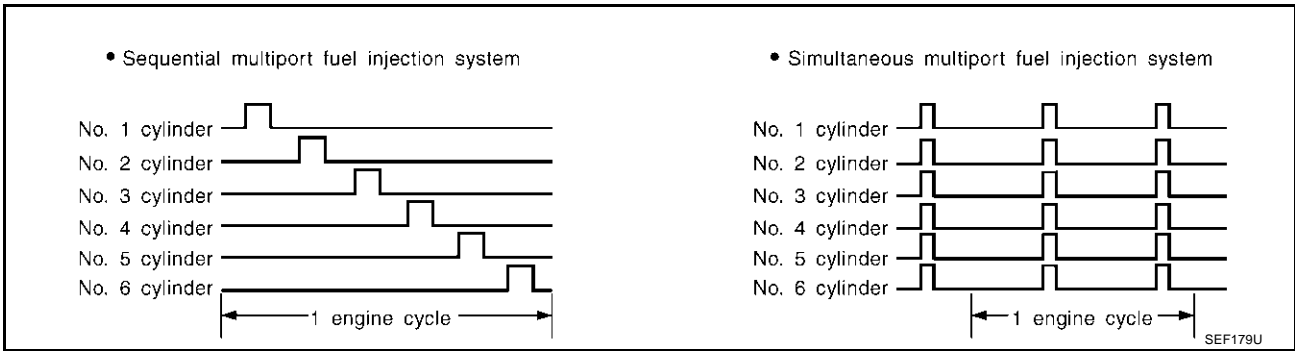 • Sequential multiport fuel injection system
No. 1 cylinder
No. 2 cylinder
No. 3 cylinder
No. 4 cylinder
No. 5 cylinder
No. 6 cylinder
1 engine cycle
• Simultaneous multiport fuel injection system
No. 1 cylinder
No. 2 cylinder
No. 3 cylinder
No. 4 cylinder
No. 5 cylinder
No. 6 cylinder
1 engine cycle
SEF179U